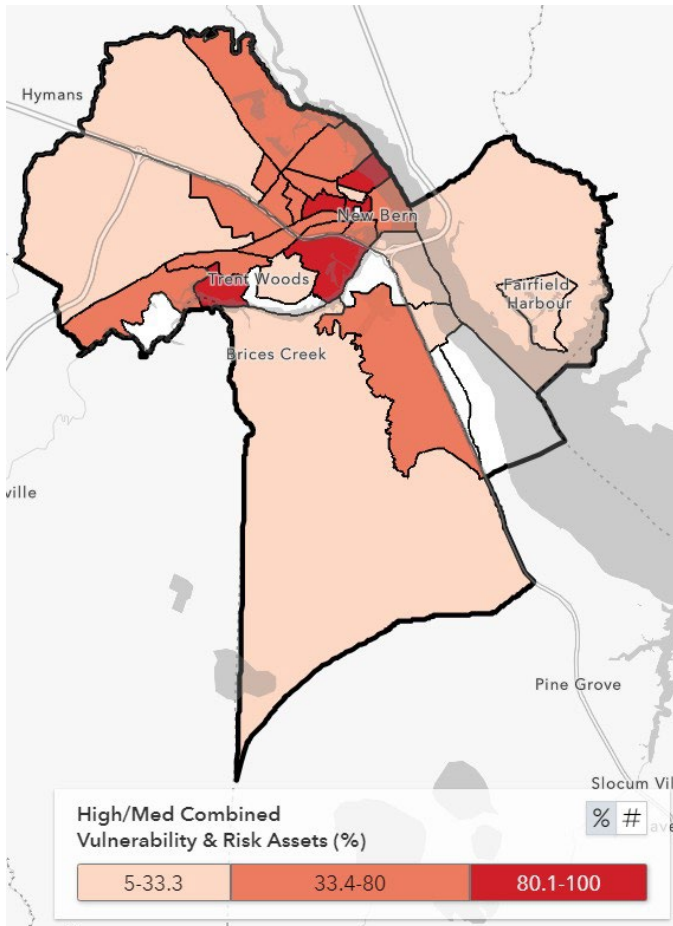 Hymans
New Bern
Trent Woods
Fairfield
Harbour
Brices Creek
ville
Pine Grove
Slocum Vil
High/Med Combined
Vulnerability & Risk Assets (%)
% #
ave
5-33.3 33.4-80 80.1-100